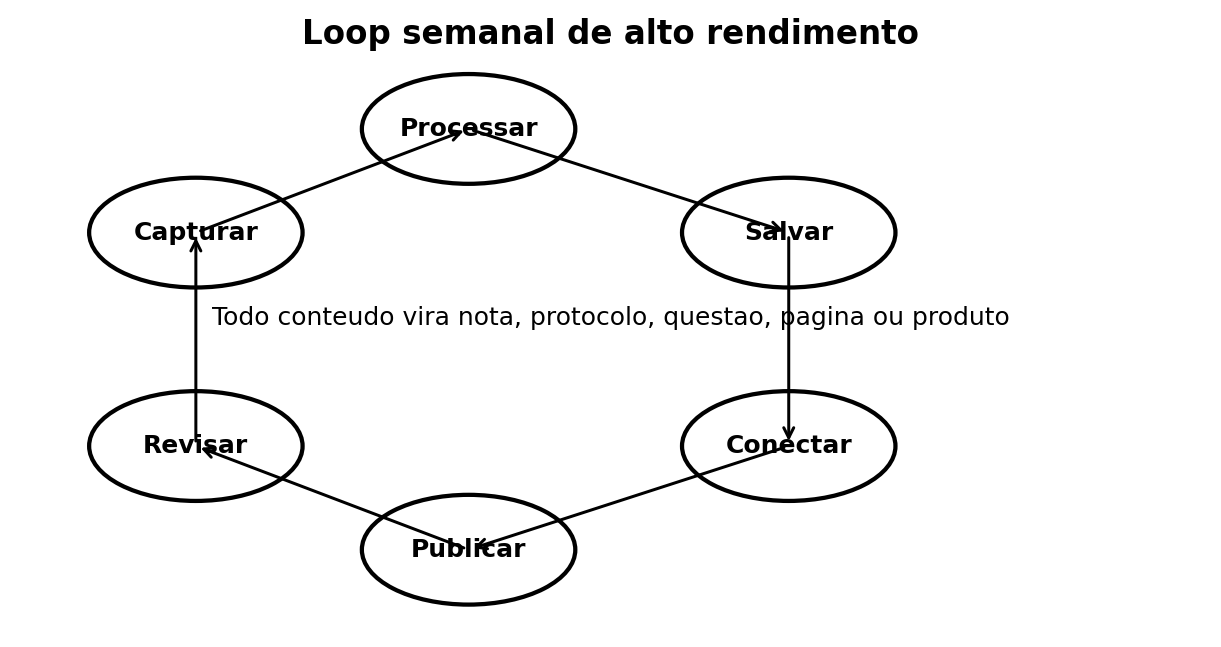 Loop semanal de alto rendimento
Processar
Capturar
Salvar
Todo conteudo vira nota, protocolo, questao, pagina ou produto
Revisar
Conectar
Publicar